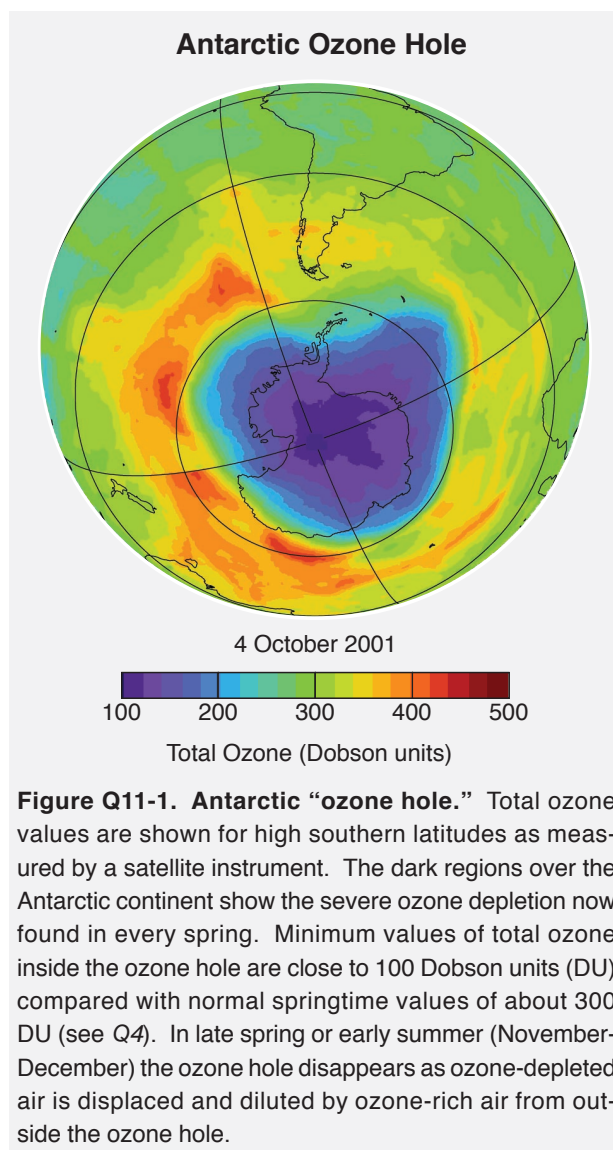 Antarctic Ozone Hole
4 October 2001
100 200 300 400 500
Total Ozone (Dobson units)
Figure Q11-1. Antarctic “ozone hole.” Total ozone
values are shown for high southern latitudes as meas-
ured by a satellite instrument. The dark regions over the
Antarctic continent show the severe ozone depletion now
found in every spring. Minimum values of total ozone
inside the ozone hole are close to 100 Dobson units (DU)
compared with normal springtime values of about 300
DU (see Q4). In late spring or early summer (November-
December) the ozone hole disappears as ozone-depleted
air is displaced and diluted by ozone-rich air from out-
side the ozone hole.